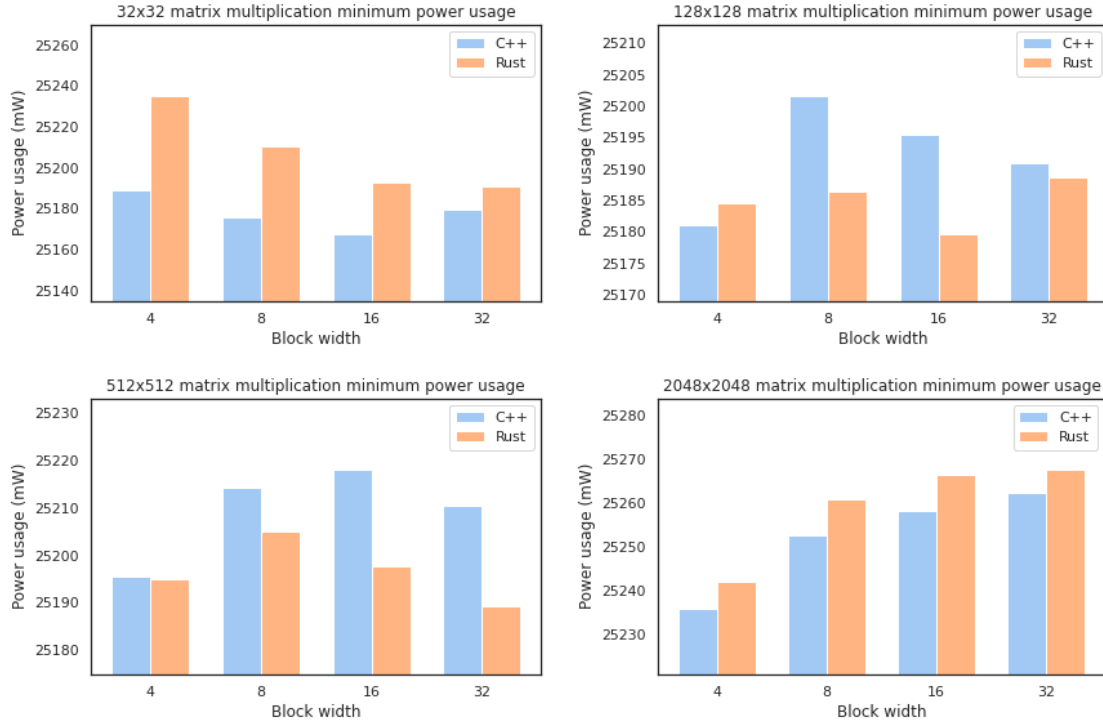 32x32 matrix multiplication minimum power usage
Power usage (mW)
25260
25240
25220
25200
25180
25160
25140
C++
Rust
4 8 16 32
Block width
128x128 matrix multiplication minimum power usage
Power usage (mW)
25210
25205
25200
25195
25190
25185
25180
25175
25170
C++
Rust
4 8 16 32
Block width
512x512 matrix multiplication minimum power usage
Power usage (mW)
25230
25220
25210
25200
25190
25180
C++
Rust
4 8 16 32
Block width
2048x2048 matrix multiplication minimum power usage
Power usage (mW)
25280
25270
25260
25250
25240
25230
C++
Rust
4 8 16 32
Block width